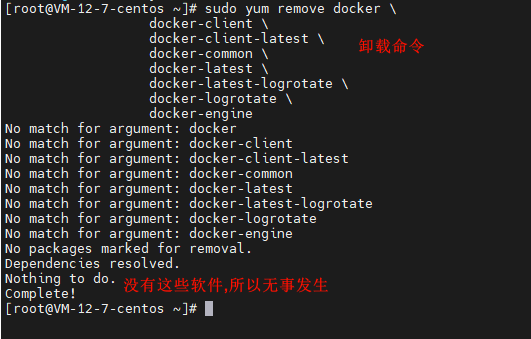 [root@VM-12-7-centos ~]# sudo yum remove docker \
docker-client \
docker-client-latest \
docker-common \
docker-latest \
docker-latest-logrotate \
docker-logrotate \
docker-engine
卸载命令
No match for argument: docker
No match for argument: docker-client
No match for argument: docker-client-latest
No match for argument: docker-common
No match for argument: docker-latest
No match for argument: docker-latest-logrotate
No match for argument: docker-logrotate
No match for argument: docker-engine
No packages marked for removal.
Dependencies resolved.
Nothing to do.
没有这些软件,所以无事发生
Complete!
[root@VM-12-7-centos ~]#